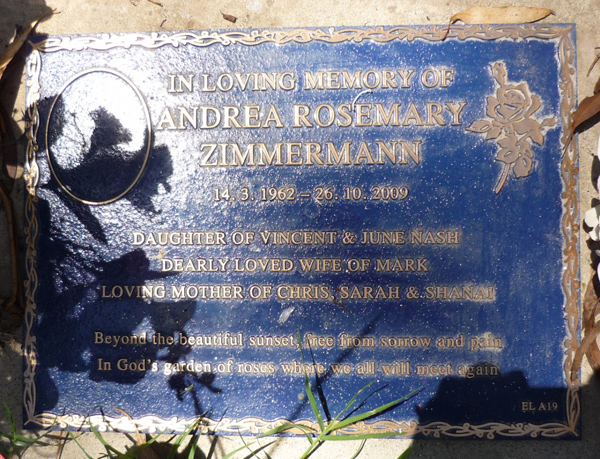 IN LOVING MEMORY OF
ANDREA ROSEMARY
ZIMMERMANN
14. 3. 1962 – 26. 10. 2009
DAUGHTER OF VINCENT & JUNE NASH
DEARLY LOVED WIFE OF MARK
LOVING MOTHER OF CHRIS, SARAH & SHANAI
Beyond the beautiful sunset, free from sorrow and pain
In God's garden of roses where we all will meet again
EL A19